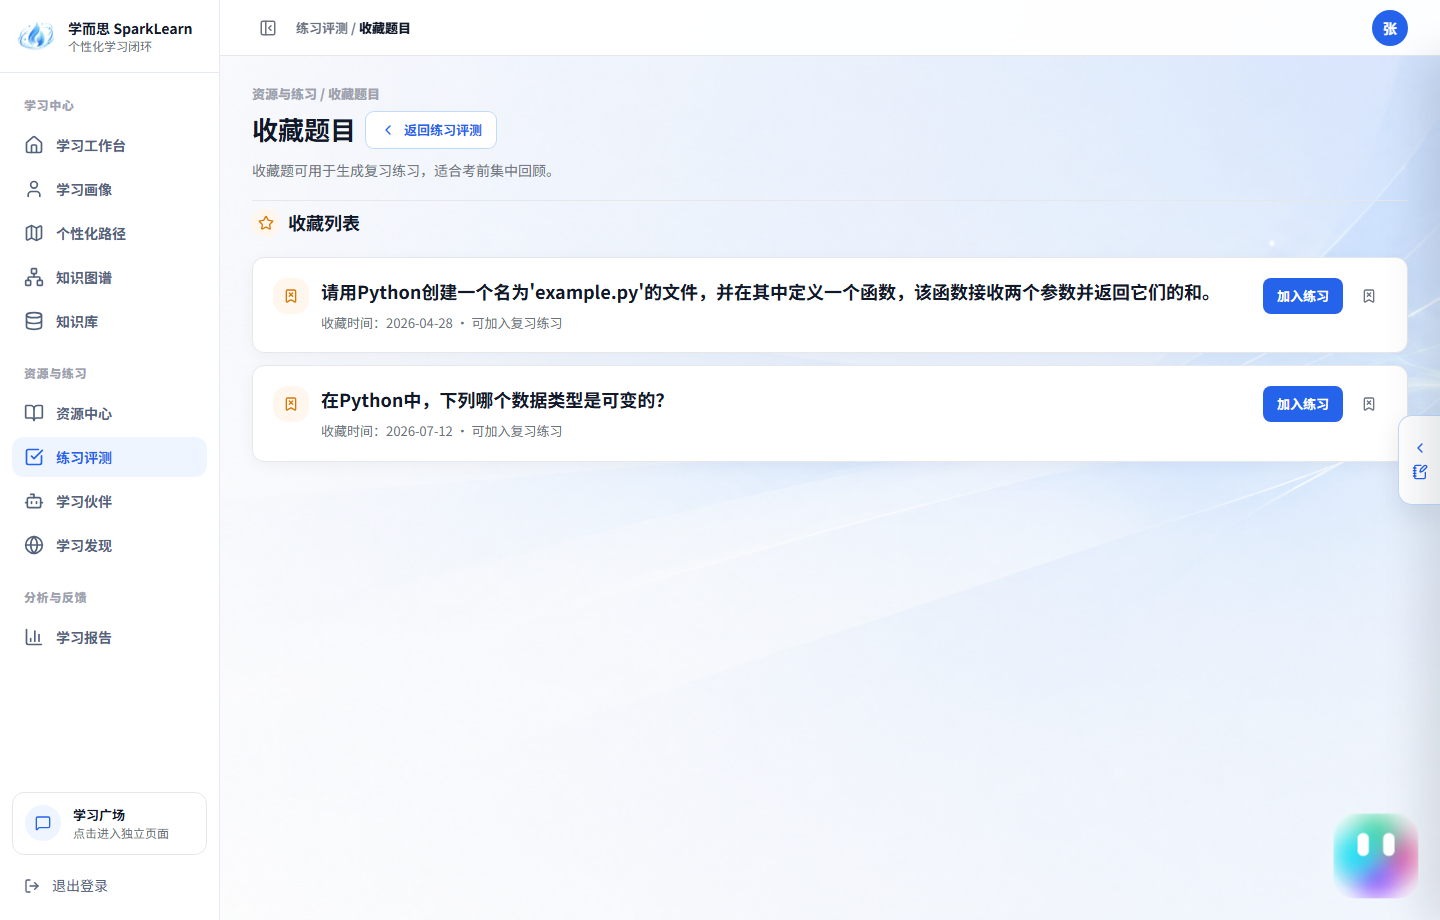 学而思 SparkLearn
个性化学习闭环
学习中心
学习工作台
学习画像
个性化路径
知识图谱
知识库
资源与练习
资源中心
练习评测
学习伙伴
学习发现
分析与反馈
学习报告
学习广场
点击进入独立页面
退出登录
练习评测 / 收藏题目
张
资源与练习 / 收藏题目
收藏题目
返回练习评测
收藏题可用于生成复习练习，适合考前集中回顾。
收藏列表
请用Python创建一个名为'example.py'的文件，并在其中定义一个函数，该函数接收两个参数并返回它们的和。
收藏时间：2026-04-28 · 可加入复习练习
加入练习
在Python中，下列哪个数据类型是可变的？
收藏时间：2026-07-12 · 可加入复习练习
加入练习